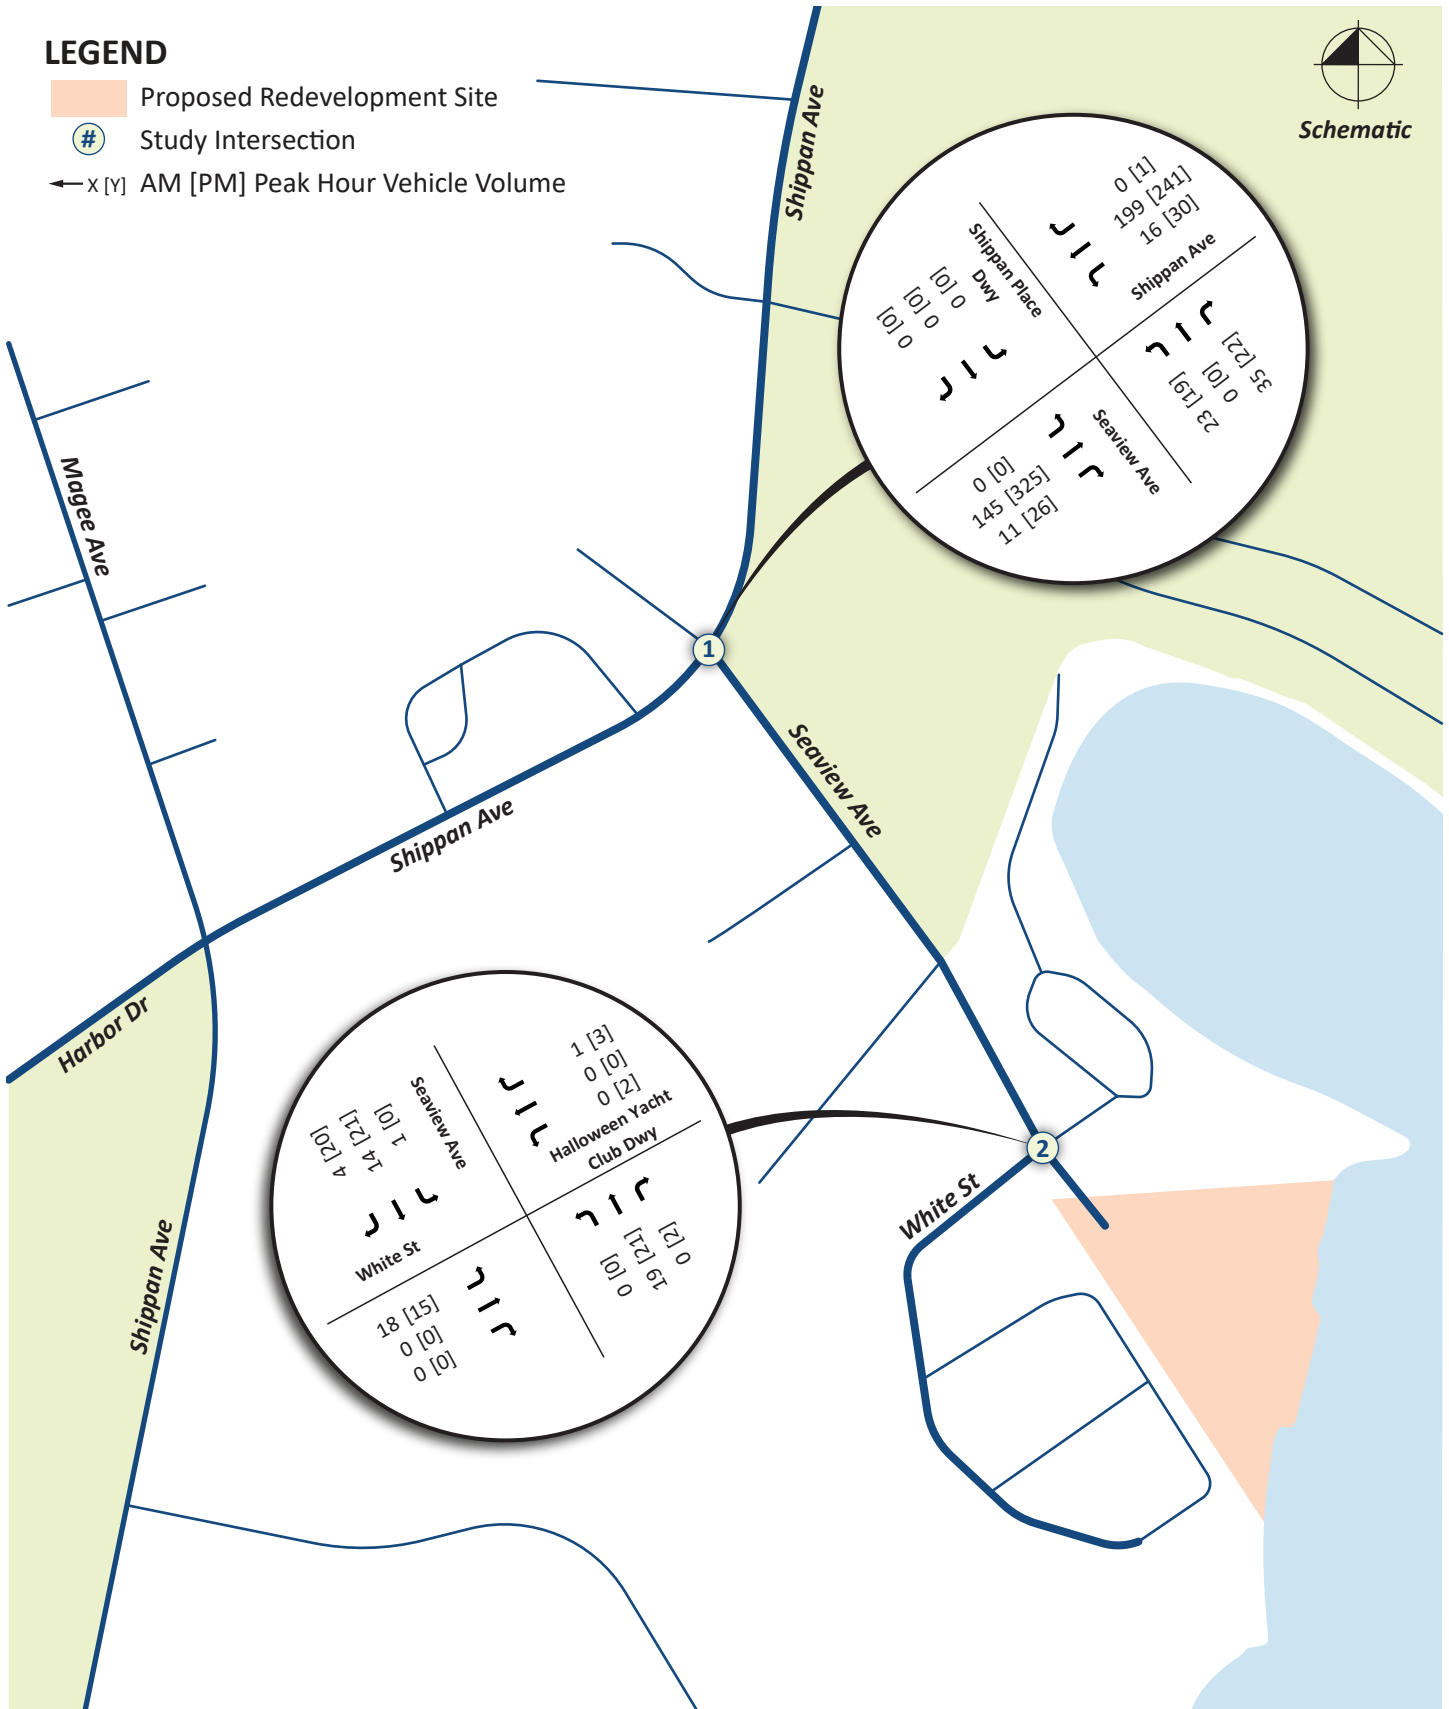 LEGEND
Proposed Redevelopment Site
# Study Intersection
X [Y] AM [PM] Peak Hour Vehicle Volume
Schematic
Shippan Ave
0 [1]
199 [241]
16 [30]
Shippan Ave
Shippan Place
Dwy
0 [0]
0 [0]
0 [0]
35 [22]
0 [0]
23 [19]
Seaview Ave
0 [0]
145 [325]
11 [26]
Magee Ave
1
Seaview Ave
Shippan Ave
Harbor Dr
1 [3]
0 [0]
0 [2]
Halloween Yacht
Club Dwy
Seaview Ave
1 [0]
14 [21]
4 [20]
White St
18 [15]
0 [0]
0 [0]
0 [2]
19 [21]
0 [0]
2
White St
Shippan Ave